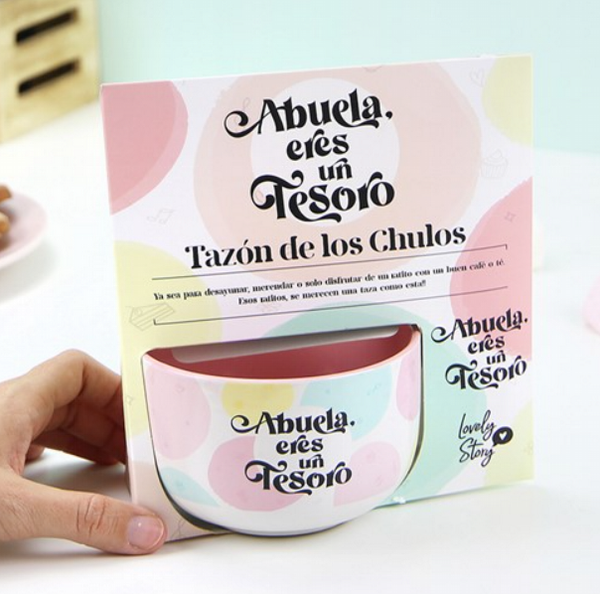 Abuela,
eres
un
Tesoro
Tazón de los Chulos
Ya sea para desayunar, merendar o solo disfrutar de un ratito con un buen café o té.
Esos ratitos, se merecen una taza como esta!!
Abuela,
eres
un
Tesoro
Lovely
Story
Abuela,
eres
un
Tesoro